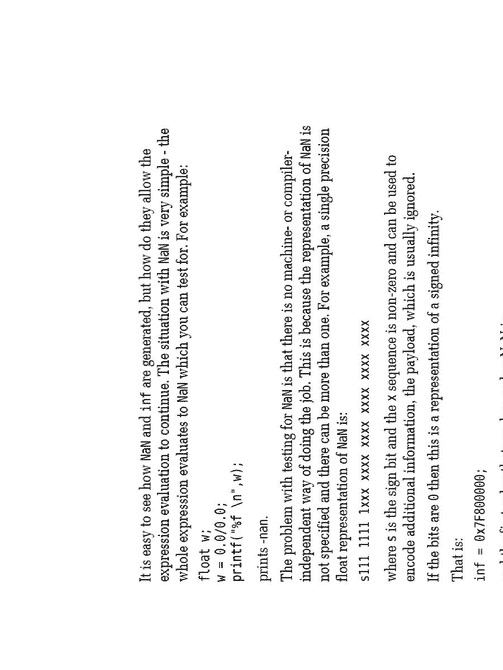 It is easy to see how NaN and inf are generated, but how do they allow the
expression evaluation to continue. The situation with NaN is very simple - the
whole expression evaluates to NaN which you can test for. For example:
float w;
w = 0.0/0.0;
printf("%f \n",w);
prints -nan.
The problem with testing for NaN is that there is no machine- or compiler-
independent way of doing the job. This is because the representation of NaN is
not specified and there can be more than one. For example, a single precision
float representation of NaN is:
s111 1111 1xxx xxxx xxxx xxxx xxxx xxxx
where s is the sign bit and the x sequence is non-zero and can be used to
encode additional information, the payload, which is usually ignored.
If the bits are 0 then this is a representation of a signed infinity.
That is:
inf = 0x7F800000;